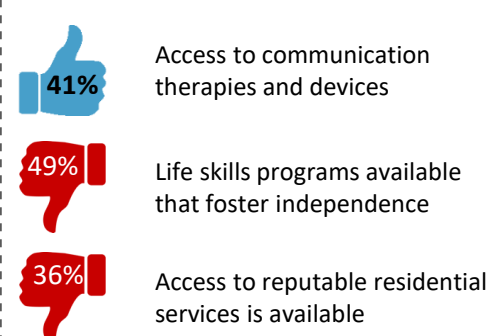 41%
Access to communication
therapies and devices
49%
Life skills programs available
that foster independence
36%
Access to reputable residential
services is available